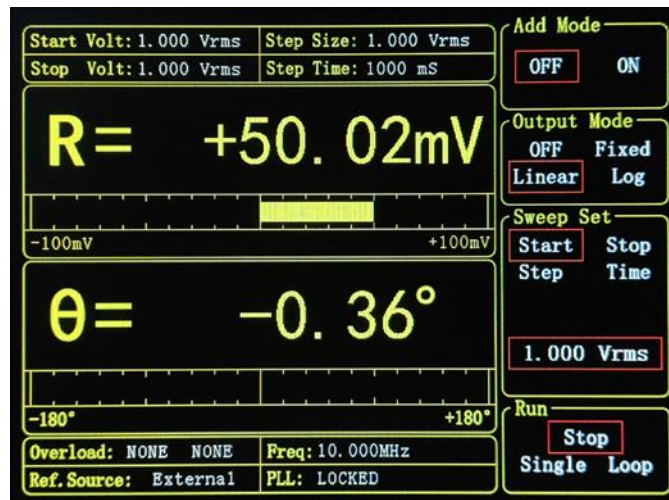 Start Volt: 1.000 Vrms Step Size: 1.000 Vrms
Stop Volt: 1.000 Vrms Step Time: 1000 mS
R= +50.02mV
-100mV +100mV
θ= -0.36°
-180° +180°
Overload: NONE NONE Freq: 10.000MHz
Ref.Source: External PLL: LOCKED
Add Mode
OFF ON
Output Mode
OFF Fixed
Linear Log
Sweep Set
Start Stop
Step Time
1.000 Vrms
Run
Stop
Single Loop